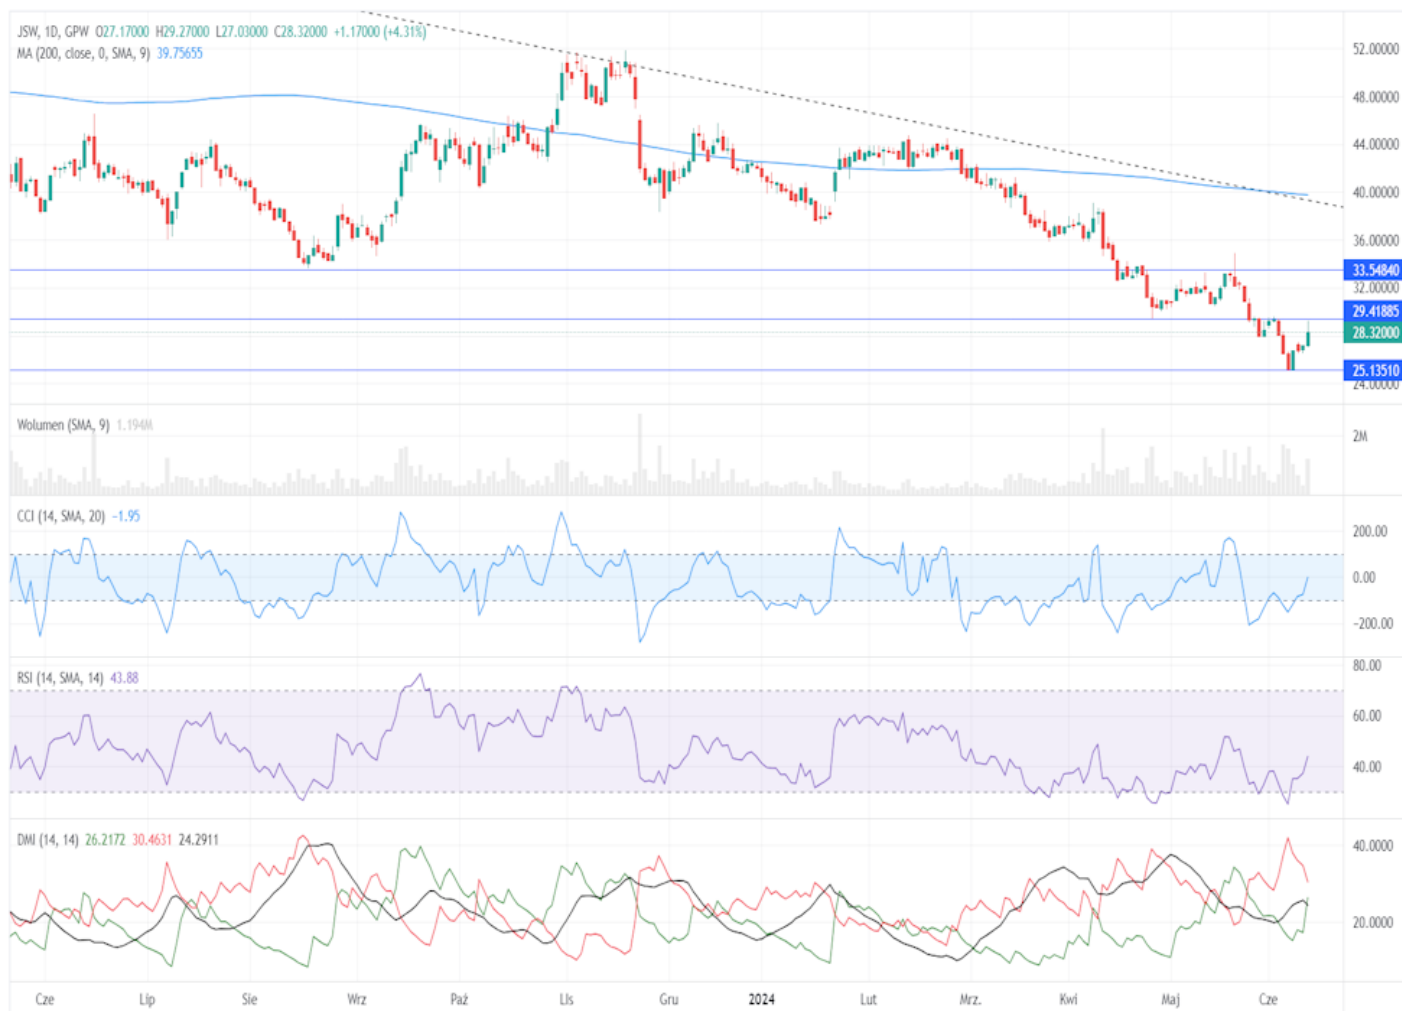 JSW, 1D, GPW O27.17000 H29.27000 L27.03000 C28.32000 +1.17000 (+4.31%)
MA (200, close, 0, SMA, 9) 39.75655
52.00000
48.00000
44.00000
40.00000
36.00000
33.54840
32.00000
29.41885
28.32000
25.13510
24.00000
Wolumen (SMA, 9) 1.194M
2M
CCI (14, SMA, 20) −1.95
200.00
0.00
−200.00
RSI (14, SMA, 14) 43.88
80.00
60.00
40.00
DMI (14, 14) 26.2172 30.4631 24.2911
40.0000
20.0000
Cze Lip Sie Wrz Paź Lis Gru 2024 Lut Mrz. Kwi Maj Cze